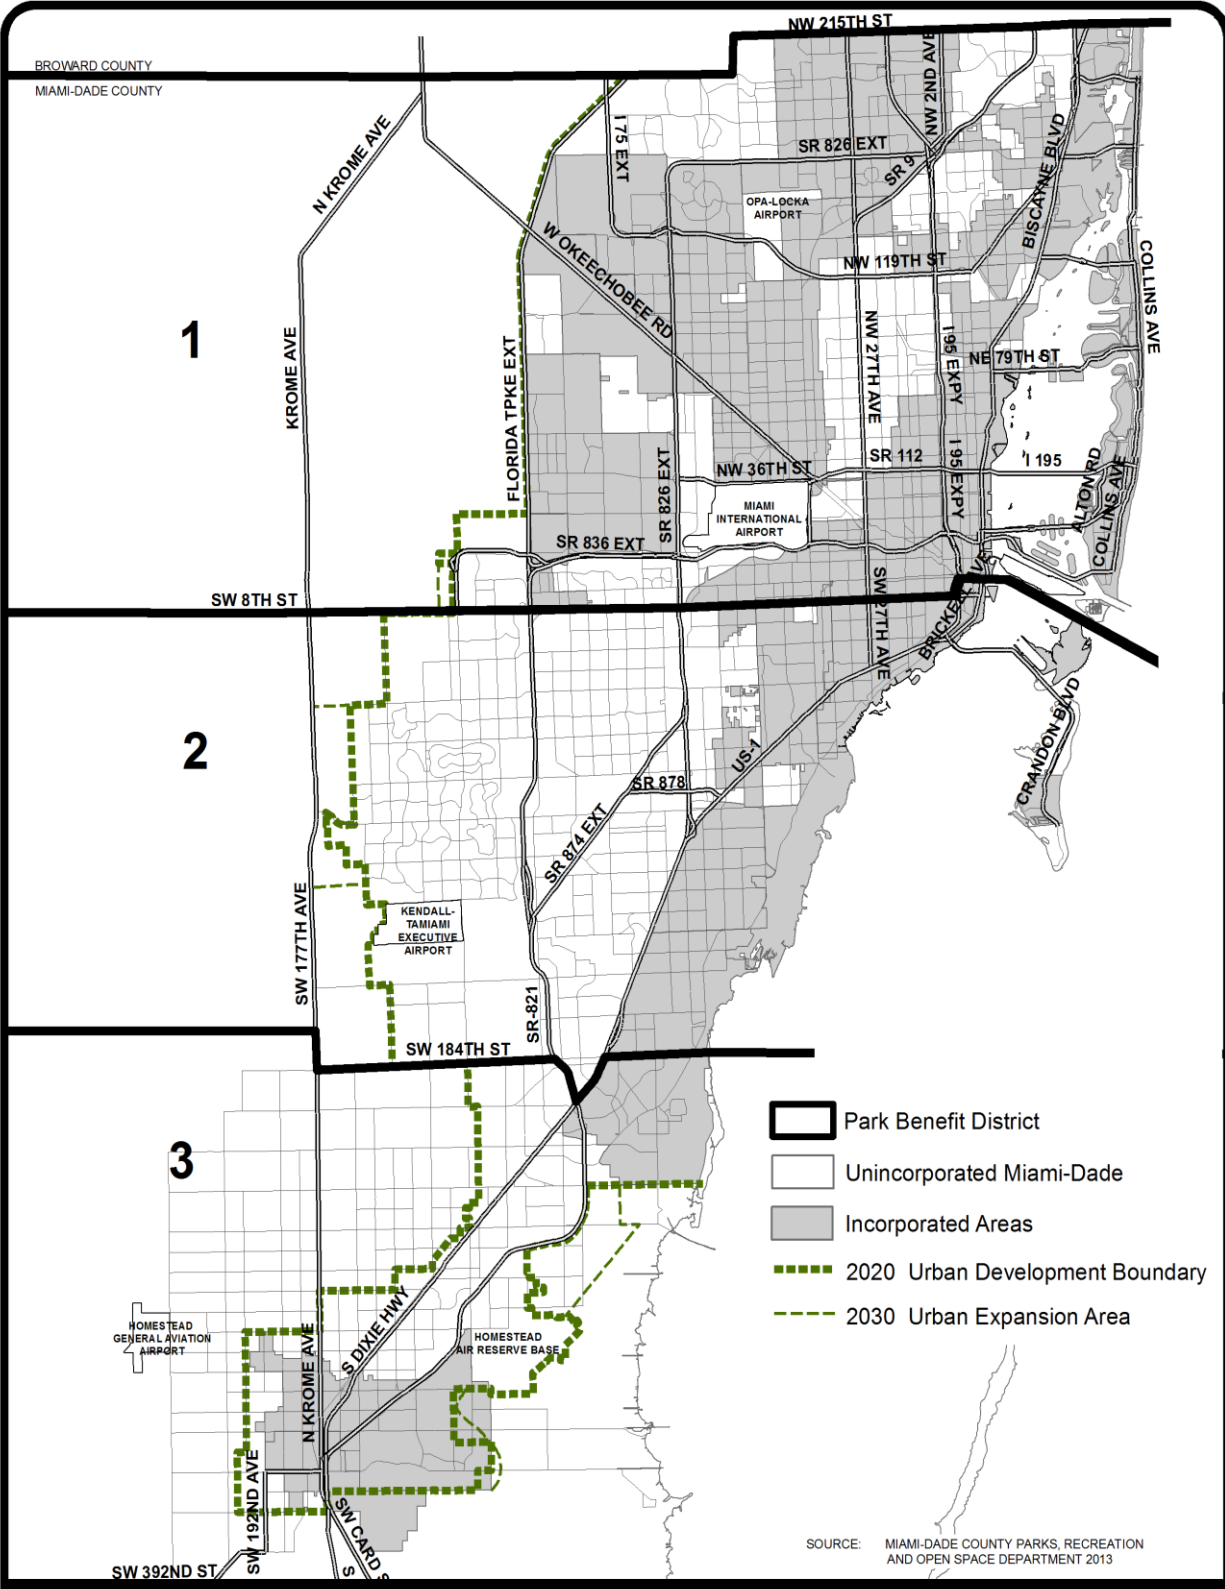 NW 215TH ST
BROWARD COUNTY
MIAMI-DADE COUNTY
N KROME AVE
I 75 EXT
SR 826 EXT
SR 9
NW 2ND AVE
BISCAYNE BLVD
OPA-LOCKA
AIRPORT
W OKEECHOBEE RD
NW 119TH ST
COLLINS AVE
1
KROME AVE
FLORIDA TPKE EXT
NW 27TH AVE
I 95 EXPY
NE 79TH ST
SR 826 EXT
NW 36TH ST
SR 112
I 95 EXPY
I 195
ALTON RD
COLLINS AVE
MIAMI
INTERNATIONAL
AIRPORT
SR 836 EXT
SW 8TH ST
SW 27TH AVE
BRICKELL AVE
2
US-1
SR 878
CRANDON BLVD
SR 874 EXT
SW 177TH AVE
KENDALL-
TAMIAMI
EXECUTIVE
AIRPORT
SR-821
SW 184TH ST
3
Park Benefit District
Unincorporated Miami-Dade
Incorporated Areas
2020 Urban Development Boundary
2030 Urban Expansion Area
HOMESTEAD
GENERAL AVIATION
AIRPORT
S DIXIE HWY
HOMESTEAD
AIR RESERVE BASE
N KROME AVE
SW 192ND AVE
SW CARD S
S
SW 392ND ST
SOURCE: MIAMI-DADE COUNTY PARKS, RECREATION
AND OPEN SPACE DEPARTMENT 2013